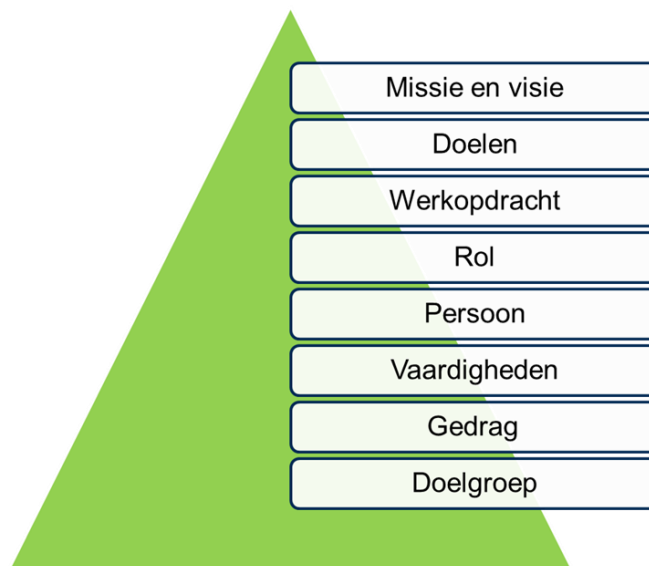 Missie en visie
Doelen
Werkopdracht
Rol
Persoon
Vaardigheden
Gedrag
Doelgroep